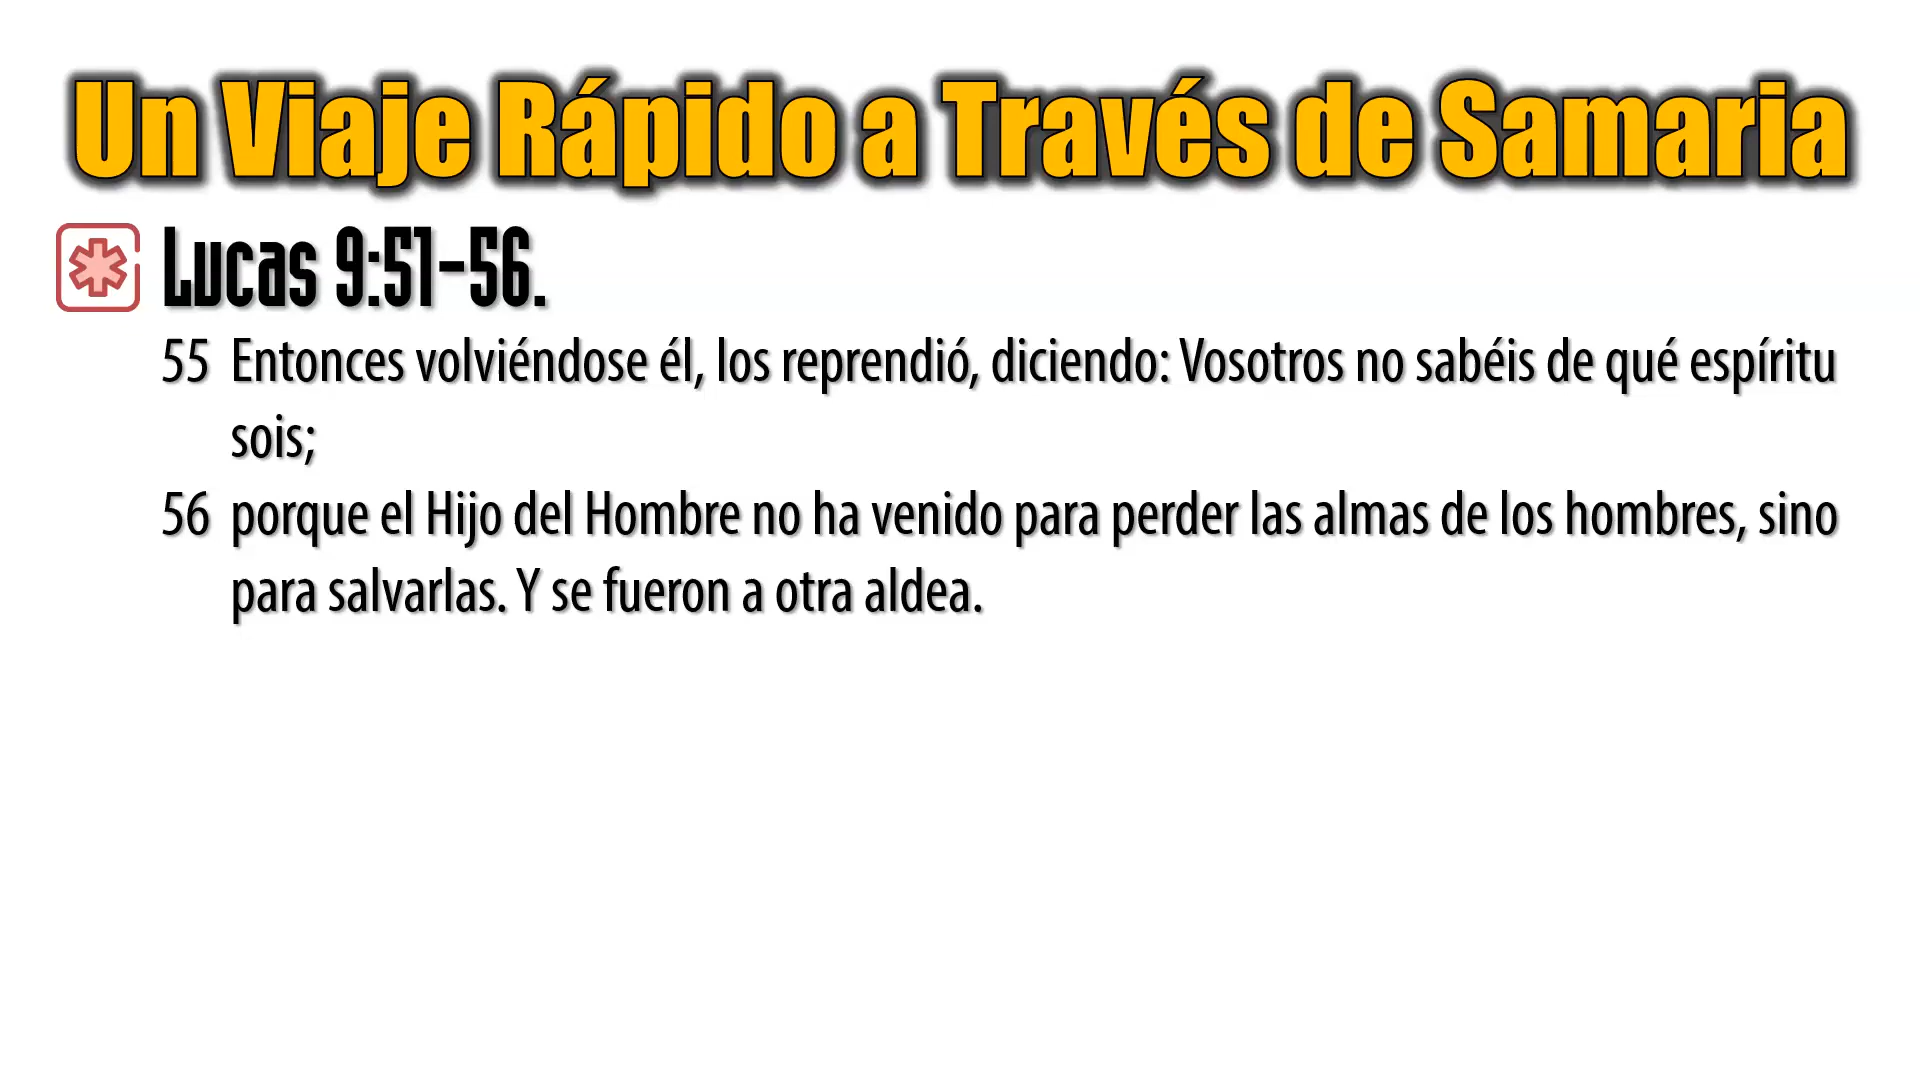 Un Viaje Rápido a Través de Samaria
Lucas 9:51-56.
55 Entonces volviéndose él, los reprendió, diciendo: Vosotros no sabéis de qué espíritu
sois;
56 porque el Hijo del Hombre no ha venido para perder las almas de los hombres, sino
para salvarlas. Y se fueron a otra aldea.